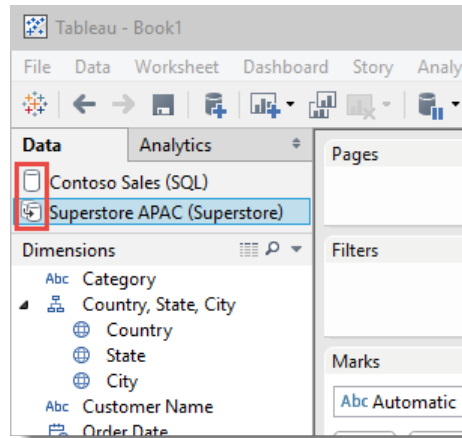 Tableau - Book1
File Data Worksheet Dashboard Story Analy
Data Analytics
Pages
Contoso Sales (SQL)
Superstore APAC (Superstore)
Dimensions
Filters
Abc Category
Country, State, City
Country
State
Marks
City
Abc Automatic
Abc Customer Name
Order Date